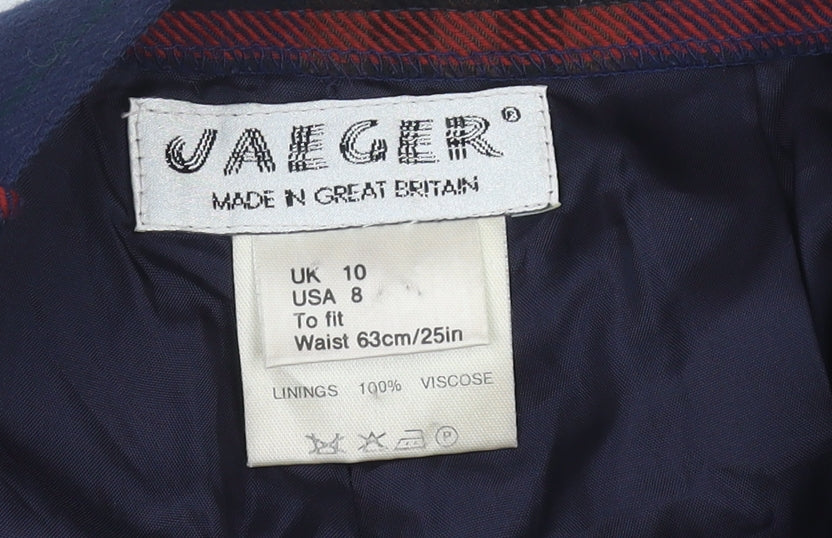 JAEGER®
MADE IN GREAT BRITAIN
UK 10
USA 8
To fit
Waist 63cm/25in
LININGS 100% VISCOSE
P